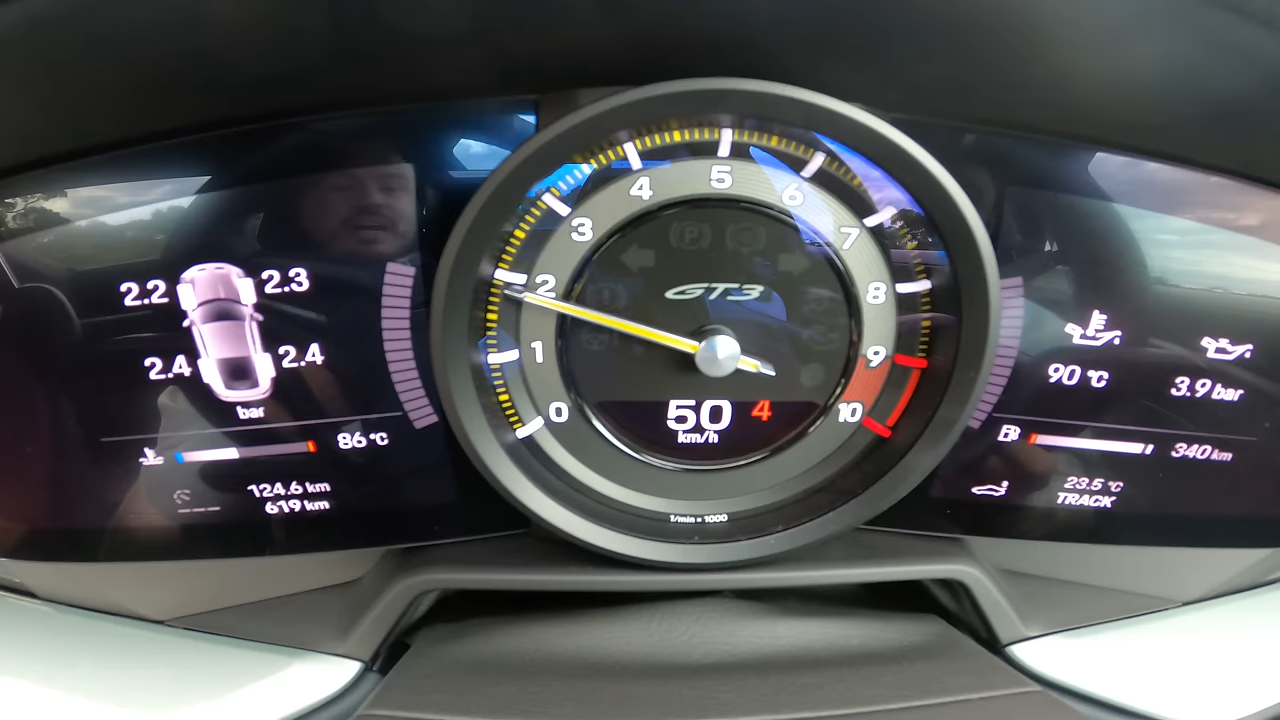 2.2 2.3
2.4 2.4
bar
86 °C
124.6 km
619 km
0
1
2
3
4
5
6
7
8
9
10
P
GT3
50 4
km/h
1/min = 1000
90 °C 3.9 bar
340 km
23.5 °C
TRACK